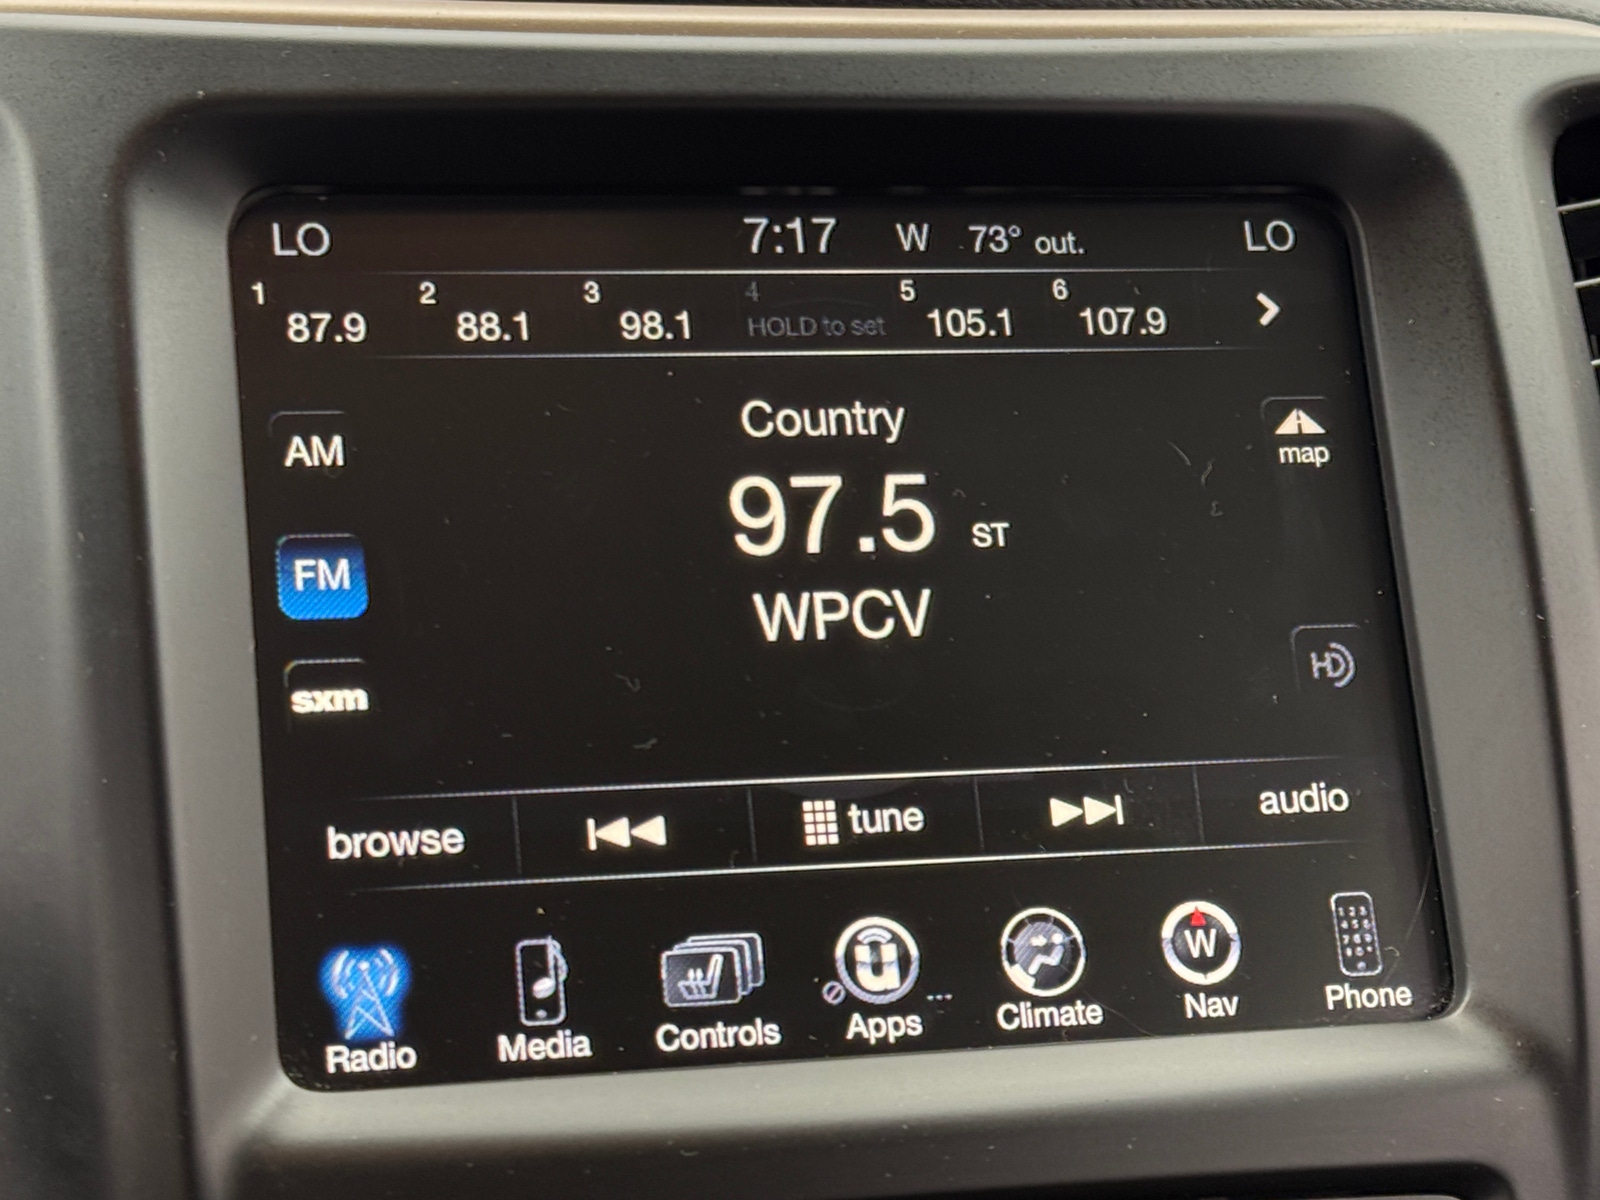 LO 7:17 W 73° out. LO
1 87.9 2 88.1 3 98.1 4 HOLD to set 5 105.1 6 107.9
Country
AM
map
97.5 ST
FM
WPCV
HD
sxm
browse tune audio
W
Radio Media Controls Apps Climate Nav Phone